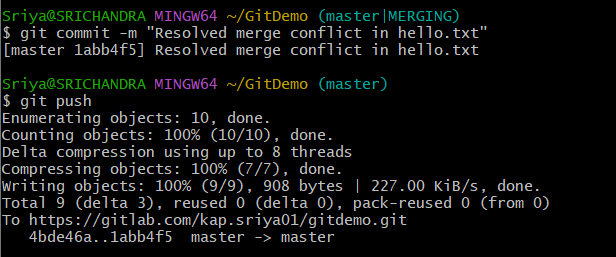 Sriya@SRICHANDRA MINGW64 ~/GitDemo (master|MERGING)
$ git commit -m "Resolved merge conflict in hello.txt"
[master 1abb4f5] Resolved merge conflict in hello.txt
Sriya@SRICHANDRA MINGW64 ~/GitDemo (master)
$ git push
Enumerating objects: 10, done.
Counting objects: 100% (10/10), done.
Delta compression using up to 8 threads
Compressing objects: 100% (7/7), done.
Writing objects: 100% (9/9), 908 bytes | 227.00 KiB/s, done.
Total 9 (delta 3), reused 0 (delta 0), pack-reused 0 (from 0)
To https://gitlab.com/kap.sriya01/gitdemo.git
4bde46a..1abb4f5  master -> master